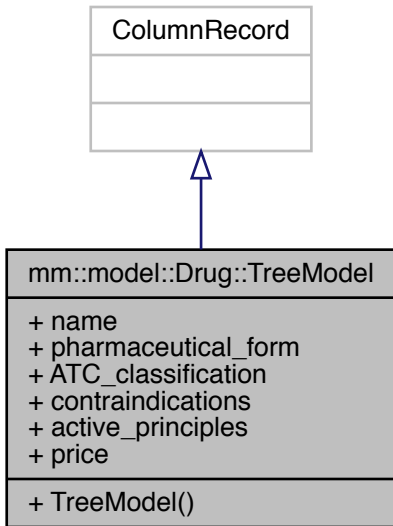 ColumnRecord
mm::model::Drug::TreeModel
+ name
+ pharmaceutical_form
+ ATC_classification
+ contraindications
+ active_principles
+ price
+ TreeModel()